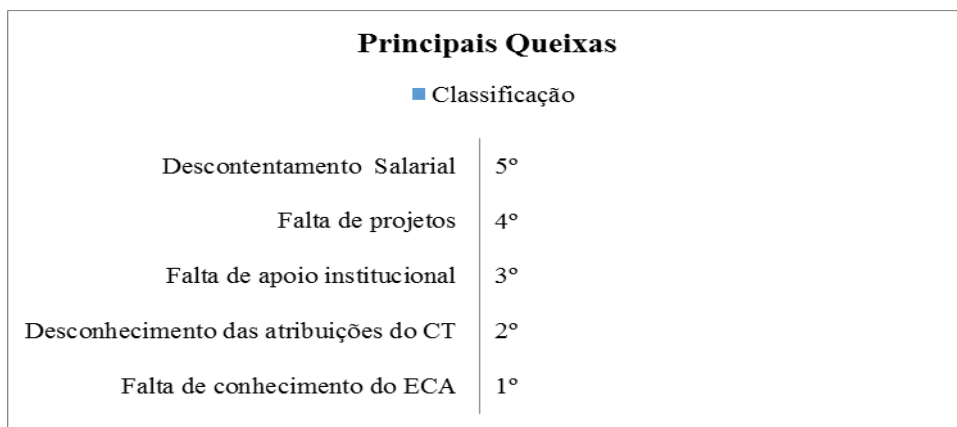 Principais Queixas
Classificação
Descontentamento Salarial 5º
Falta de projetos 4º
Falta de apoio institucional 3º
Desconhecimento das atribuições do CT 2º
Falta de conhecimento do ECA 1º